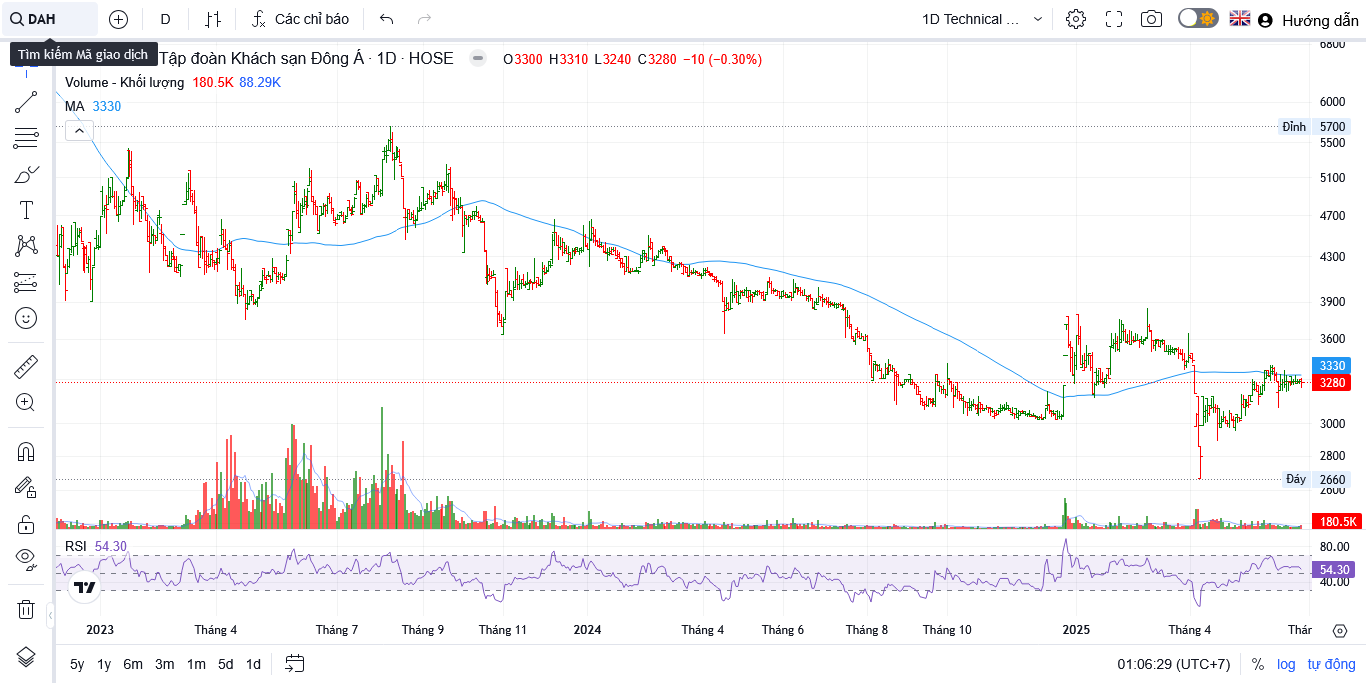 DAH D Các chỉ báo 1D Technical ... Hướng dẫn
Tìm kiếm Mã giao dịch
Tập đoàn Khách sạn Đông Á · 1D · HOSE O3300 H3310 L3240 C3280 −10 (−0.30%)
Volume - Khối lượng 180.5K 88.29K
MA 3330
6800
6000
Đỉnh 5700
5500
5100
4700
4300
3900
3600
3330
3280
3000
2800
Đáy 2660
2600
180.5K
RSI 54.30
80.00
54.30
40.00
2023 Tháng 4 Tháng 7 Tháng 9 Tháng 11 2024 Tháng 4 Tháng 6 Tháng 8 Tháng 10 2025 Tháng 4 Thár
5y 1y 6m 3m 1m 5d 1d 01:06:29 (UTC+7) % log tự động